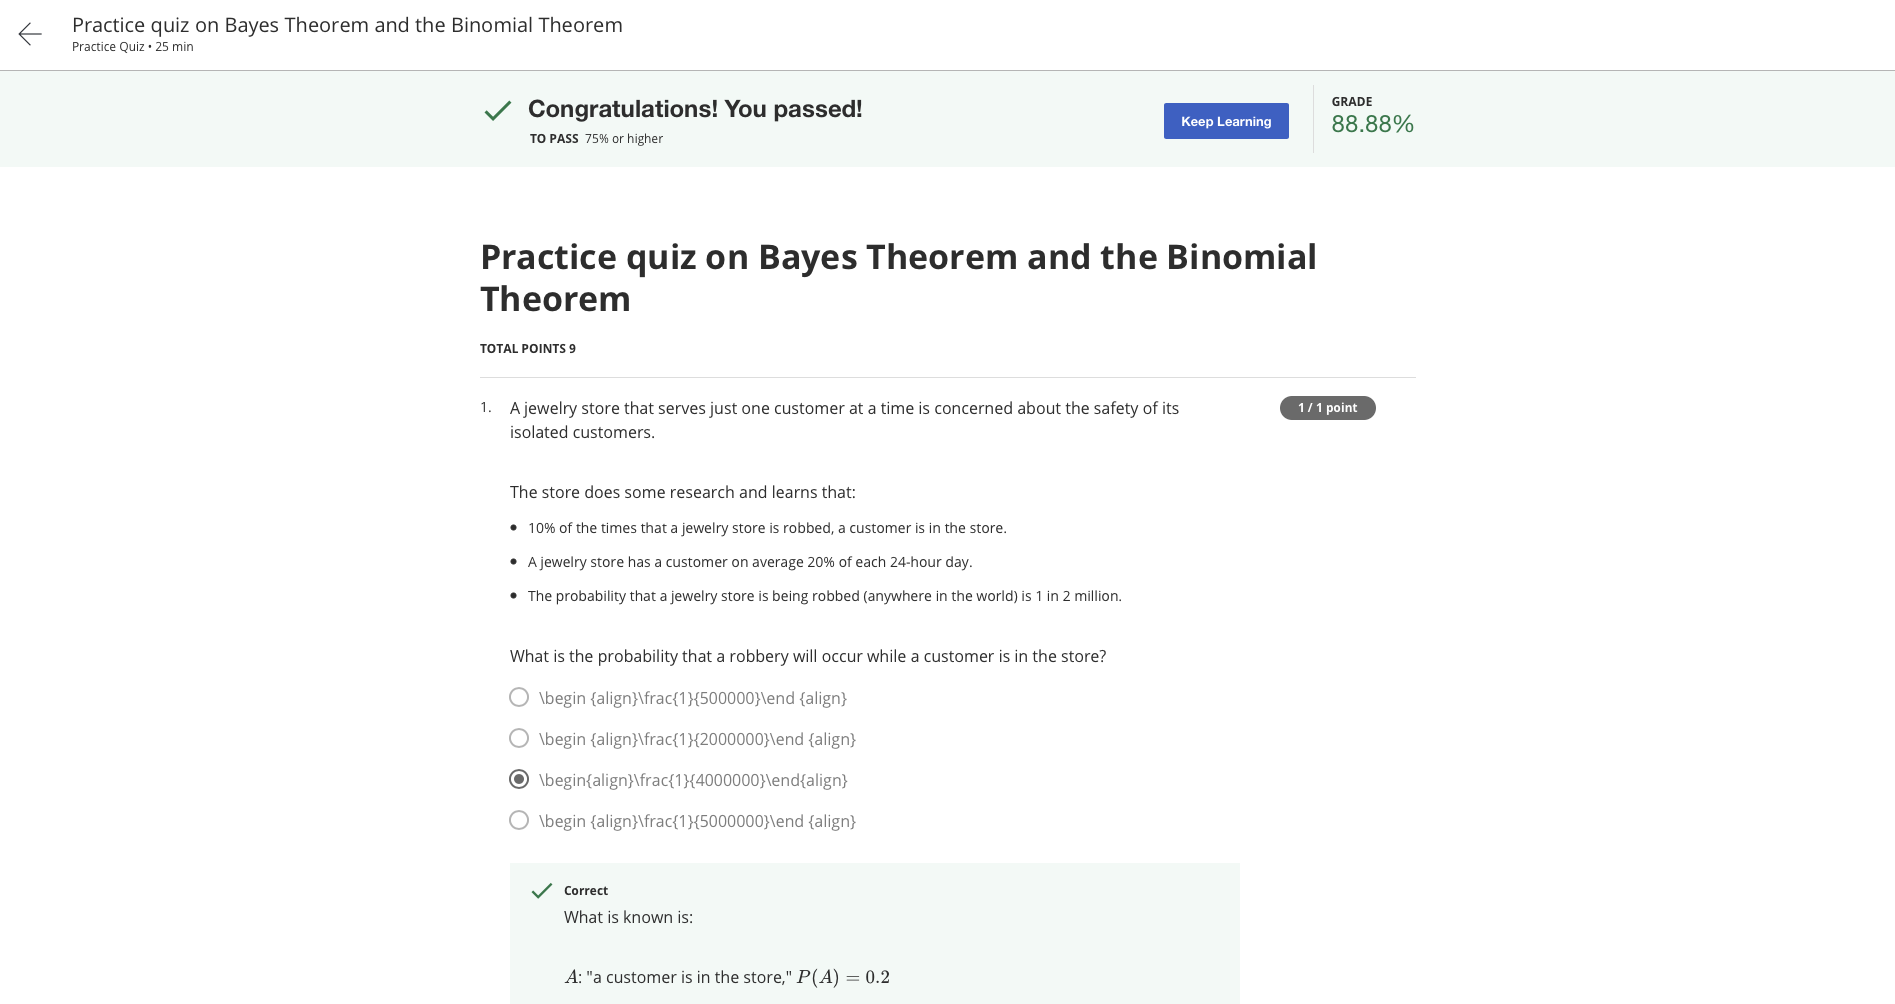 Practice quiz on Bayes Theorem and the Binomial Theorem
Practice Quiz • 25 min
Congratulations! You passed!
TO PASS 75% or higher
Keep Learning
GRADE
88.88%
Practice quiz on Bayes Theorem and the Binomial
Theorem
TOTAL POINTS 9
1. A jewelry store that serves just one customer at a time is concerned about the safety of its
isolated customers.
1 / 1 point
The store does some research and learns that:
• 10% of the times that a jewelry store is robbed, a customer is in the store.
• A jewelry store has a customer on average 20% of each 24-hour day.
• The probability that a jewelry store is being robbed (anywhere in the world) is 1 in 2 million.
What is the probability that a robbery will occur while a customer is in the store?
\begin {align}\frac{1}{500000}\end {align}
\begin {align}\frac{1}{2000000}\end {align}
\begin{align}\frac{1}{4000000}\end{align}
\begin {align}\frac{1}{5000000}\end {align}
Correct
What is known is:
A: "a customer is in the store," P(A) = 0.2